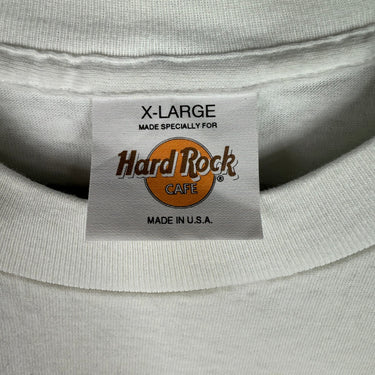 X-LARGE
MADE SPECIALLY FOR
Hard Rock
CAFE
®
MADE IN U.S.A.